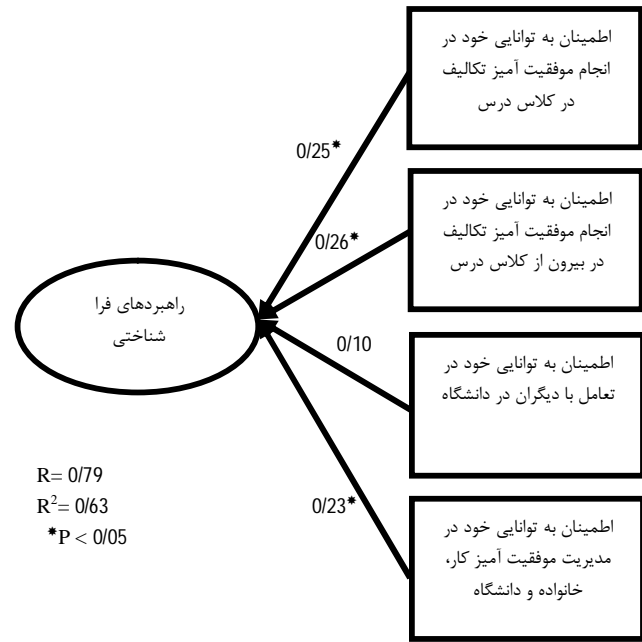 اطمینان به توانایی خود در
انجام موفقیت آمیز تکالیف
در کلاس درس
0/25*
اطمینان به توانایی خود در
انجام موفقیت آمیز تکالیف
در بیرون از کلاس درس
0/26*
راهبردهای فرا
شناختی
0/10
اطمینان به توانایی خود در
تعامل با دیگران در دانشگاه
0/23*
اطمینان به توانایی خود در
مدیریت موفقیت آمیز کار،
خانواده و دانشگاه
R= 0/79
R²= 0/63
*P < 0/05